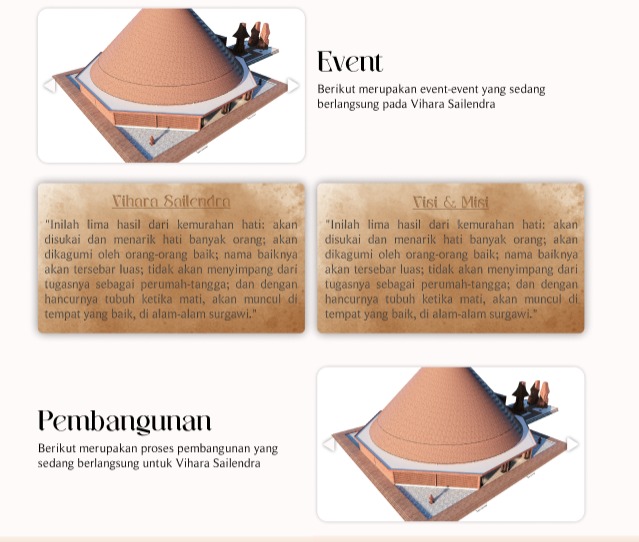 Event
Berikut merupakan event-event yang sedang
berlangsung pada Vihara Sailendra
Vihara Sailendra
"Inilah lima hasil dari kemurahan hati: akan
disukai dan menarik hati banyak orang; akan
dikagumi oleh orang-orang baik; nama baiknya
akan tersebar luas; tidak akan menyimpang dari
tugasnya sebagai perumah-tangga; dan dengan
hancurnya tubuh ketika mati, akan muncul di
tempat yang baik, di alam-alam surgawi."
Visi & Misi
"Inilah lima hasil dari kemurahan hati: akan
disukai dan menarik hati banyak orang; akan
dikagumi oleh orang-orang baik; nama baiknya
akan tersebar luas; tidak akan menyimpang dari
tugasnya sebagai perumah-tangga; dan dengan
hancurnya tubuh ketika mati, akan muncul di
tempat yang baik, di alam-alam surgawi."
Pembangunan
Berikut merupakan proses pembangunan yang
sedang berlangsung untuk Vihara Sailendra